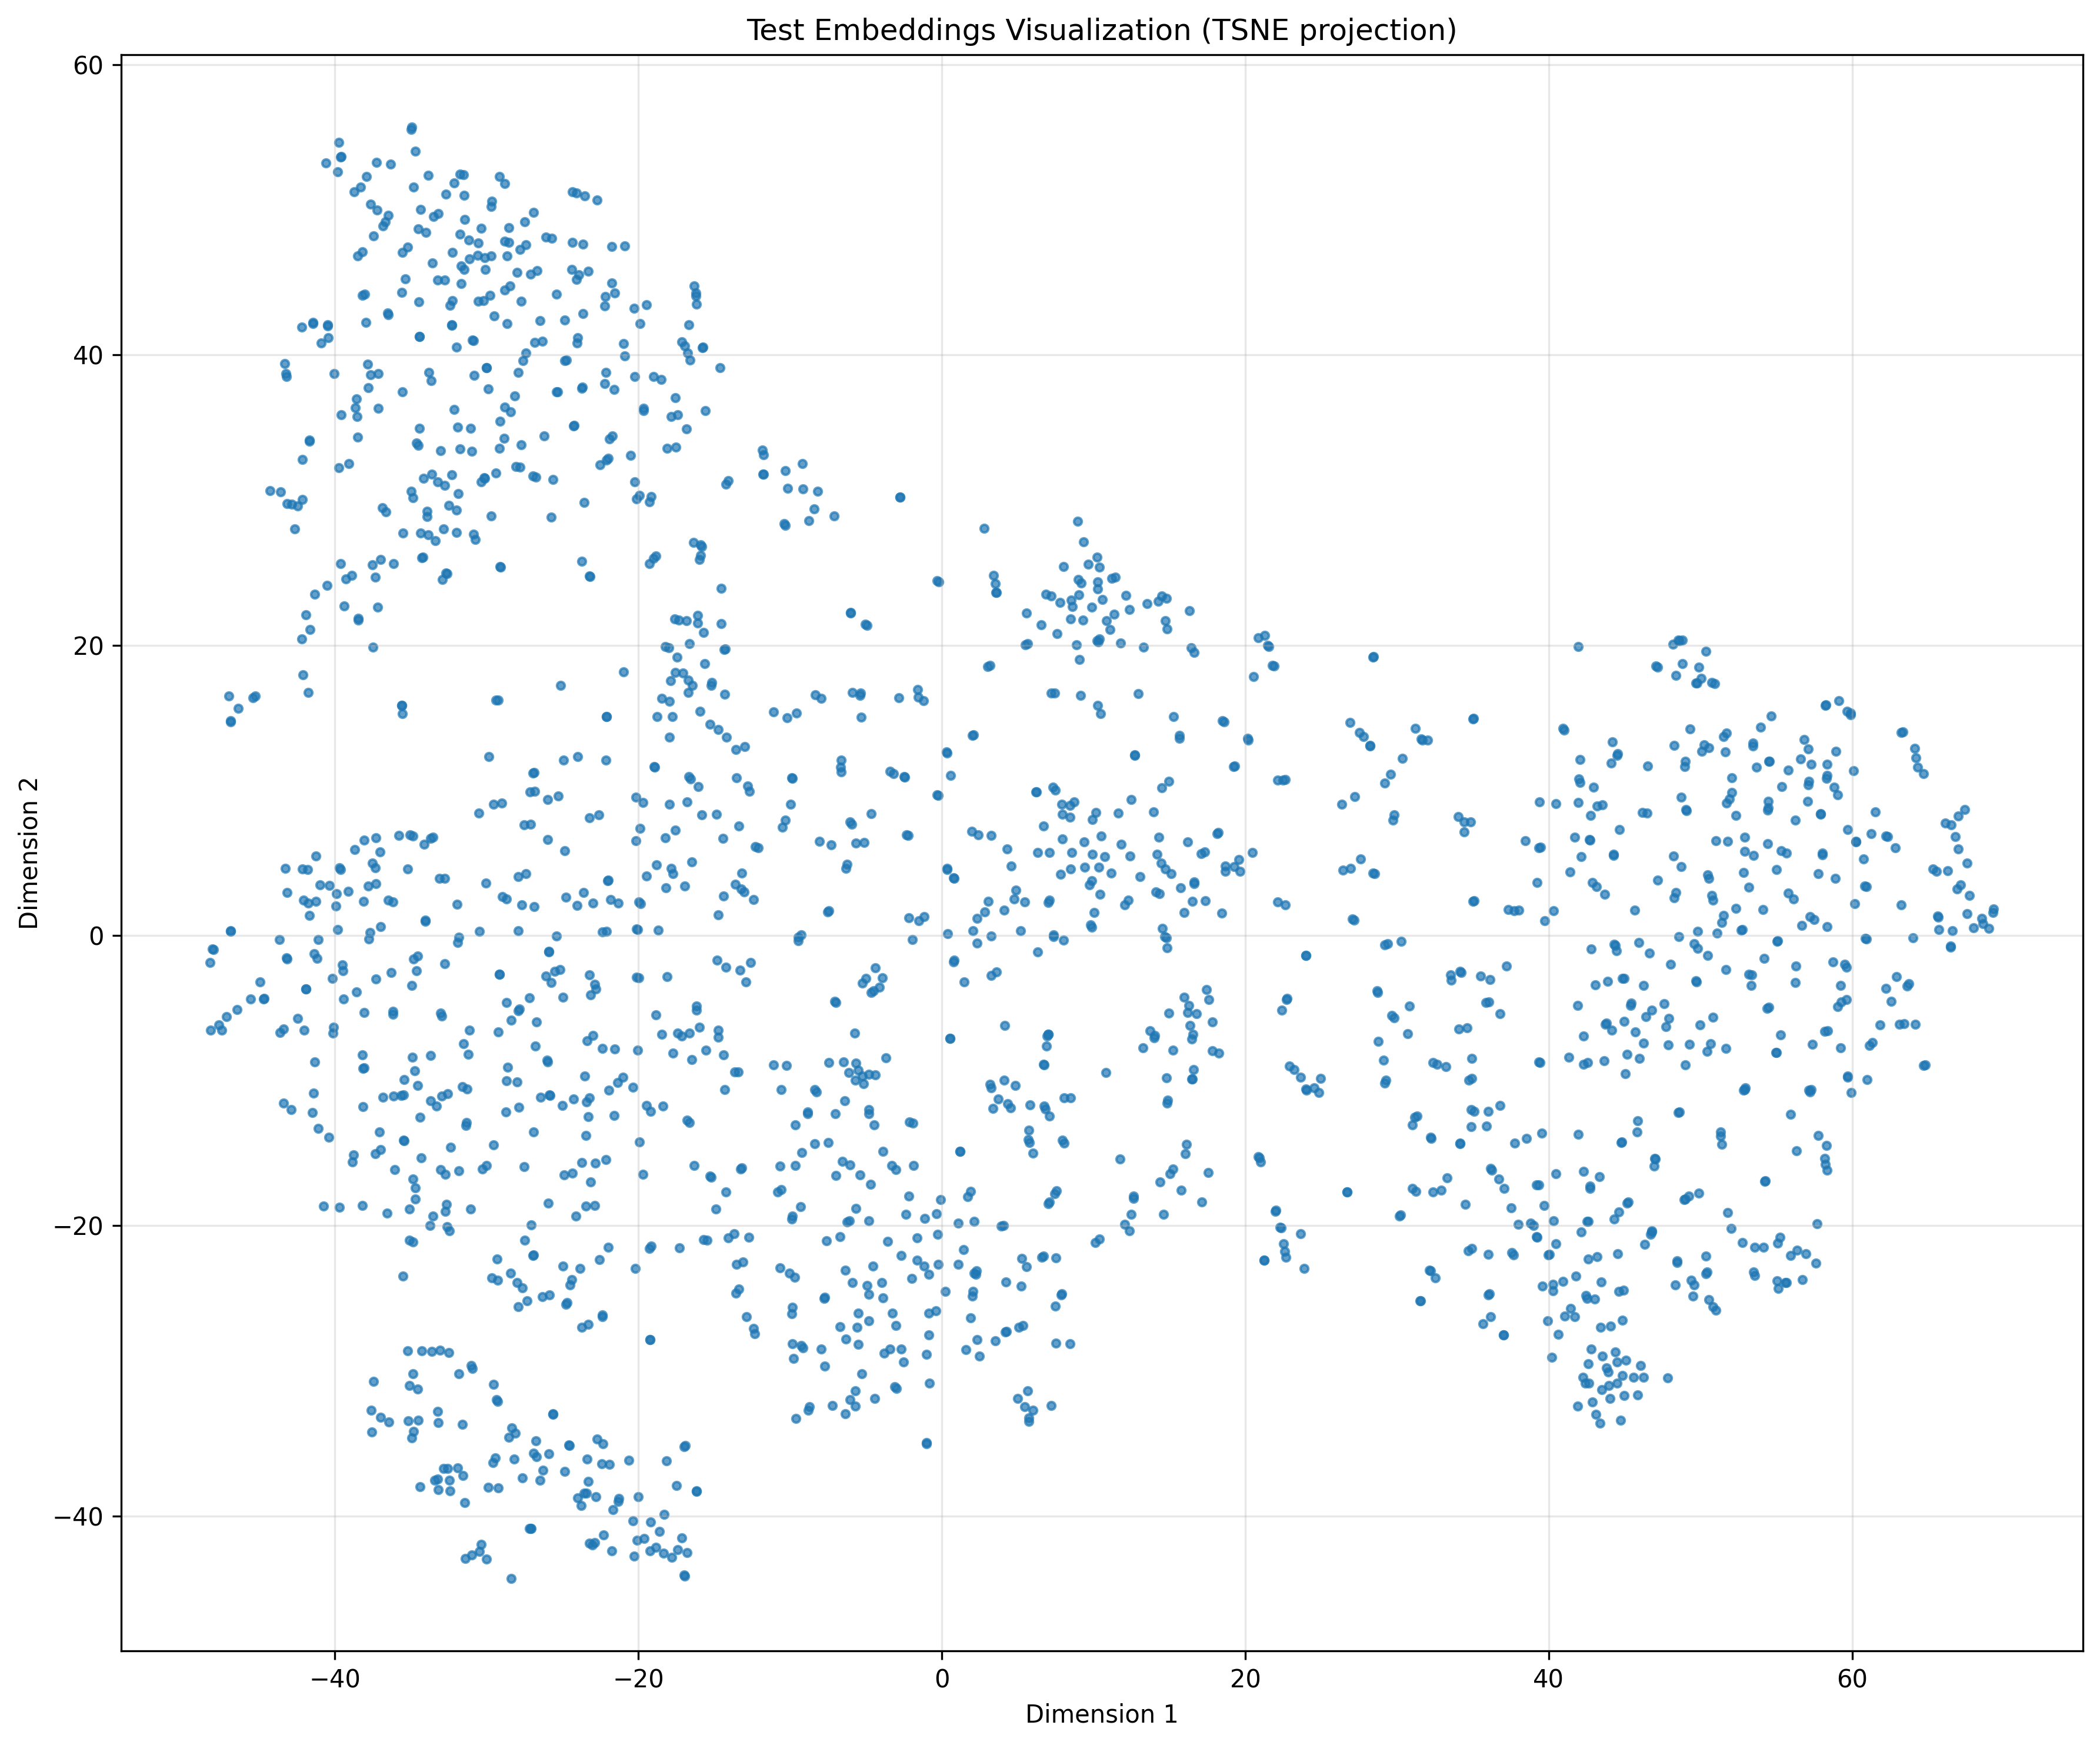 Test Embeddings Visualization (TSNE projection)
60
40
20
0
−20
−40
Dimension 2
−40 −20 0 20 40 60
Dimension 1